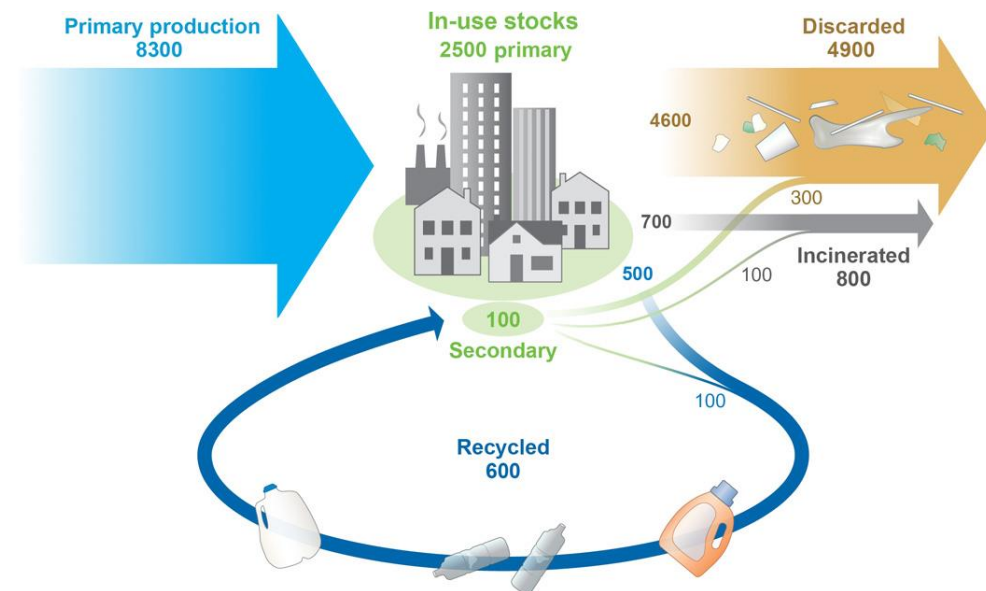 Primary production
8300
In-use stocks
2500 primary
Discarded
4900
4600
300
700
Incinerated
800
500
100
100
Secondary
100
Recycled
600